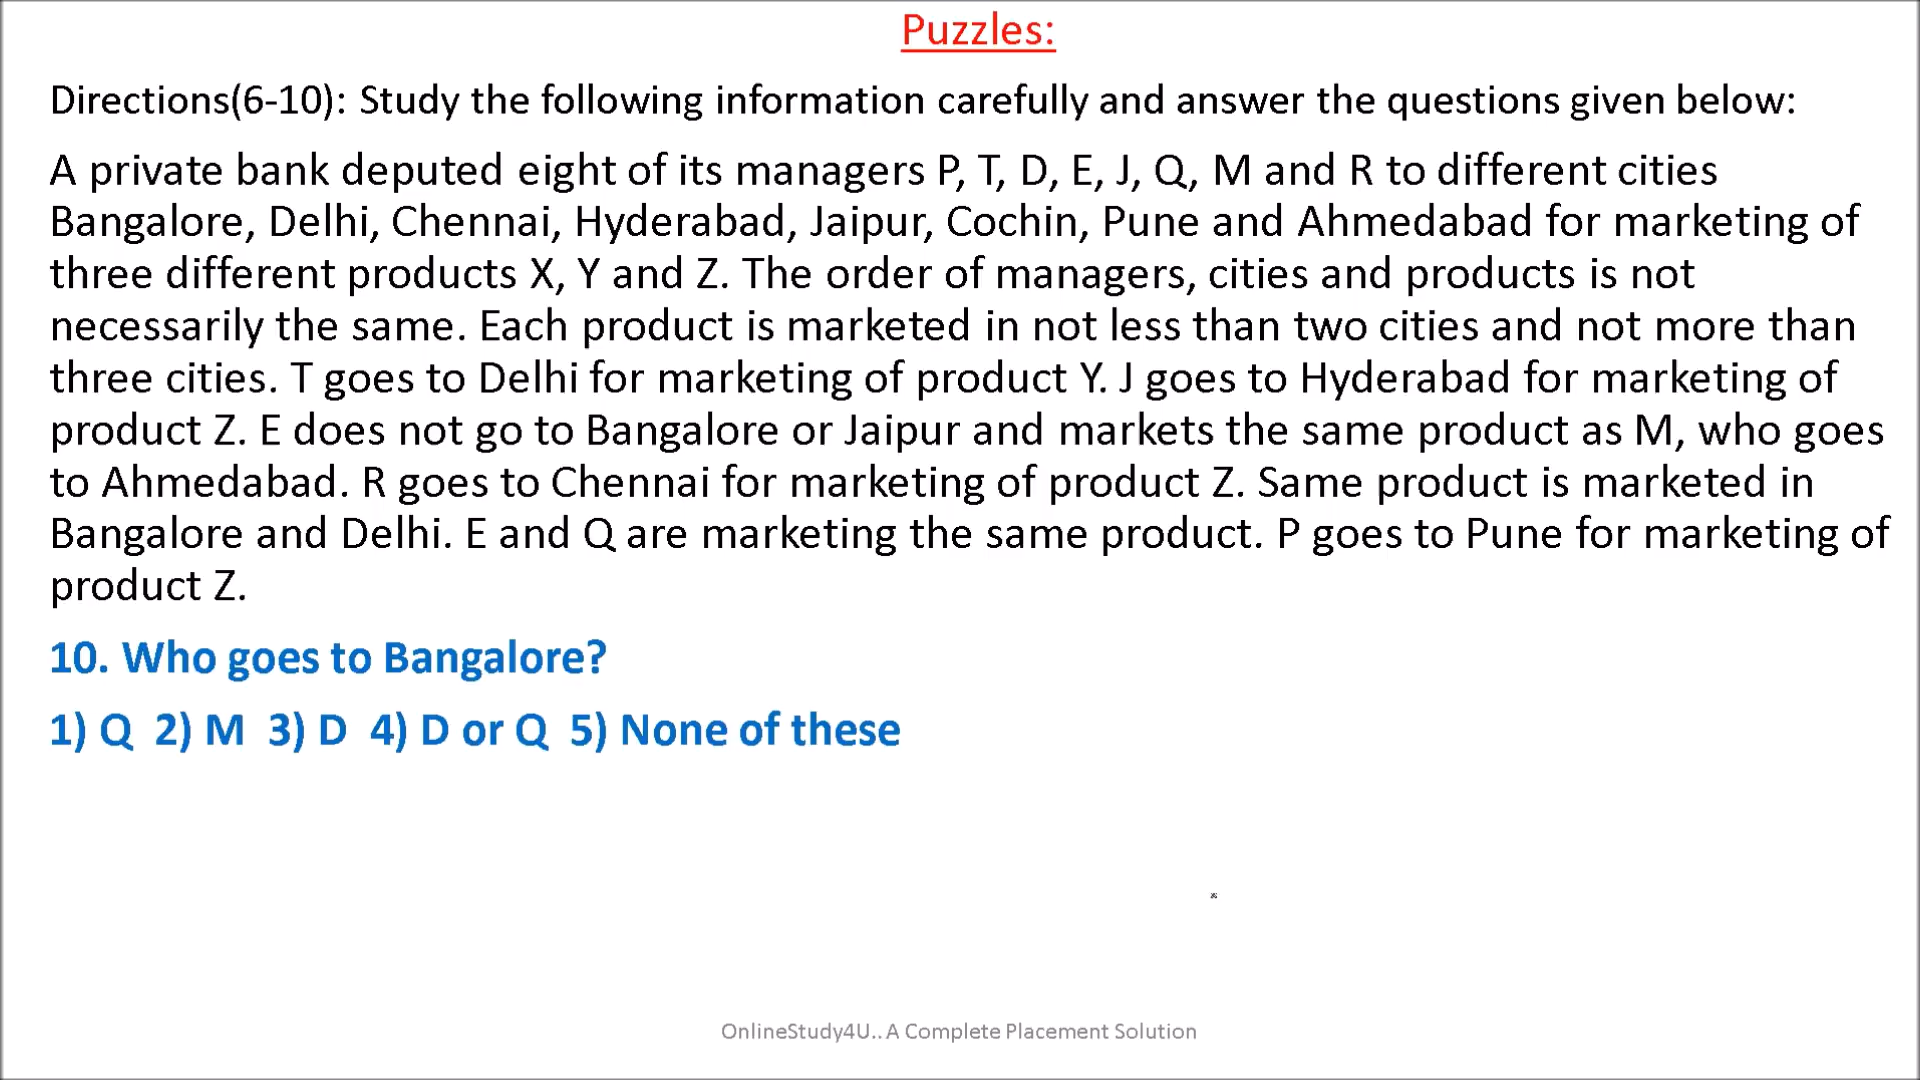 Puzzles:
Directions(6-10): Study the following information carefully and answer the questions given below:
A private bank deputed eight of its managers P, T, D, E, J, Q, M and R to different cities
Bangalore, Delhi, Chennai, Hyderabad, Jaipur, Cochin, Pune and Ahmedabad for marketing of
three different products X, Y and Z. The order of managers, cities and products is not
necessarily the same. Each product is marketed in not less than two cities and not more than
three cities. T goes to Delhi for marketing of product Y. J goes to Hyderabad for marketing of
product Z. E does not go to Bangalore or Jaipur and markets the same product as M, who goes
to Ahmedabad. R goes to Chennai for marketing of product Z. Same product is marketed in
Bangalore and Delhi. E and Q are marketing the same product. P goes to Pune for marketing of
product Z.
10. Who goes to Bangalore?
1) Q 2) M 3) D 4) D or Q 5) None of these
OnlineStudy4U.. A Complete Placement Solution